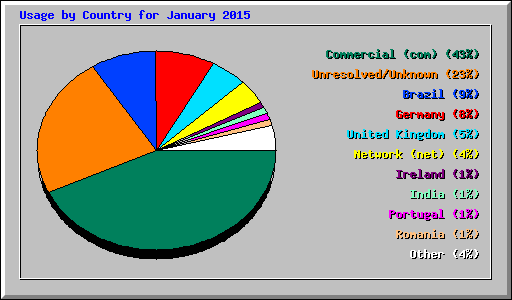 Usage by Country for January 2015
Commercial (com) (43%)
Unresolved/Unknown (23%)
Brazil (9%)
Germany (8%)
United Kingdom (5%)
Network (net) (4%)
Ireland (1%)
India (1%)
Portugal (1%)
Romania (1%)
Other (4%)